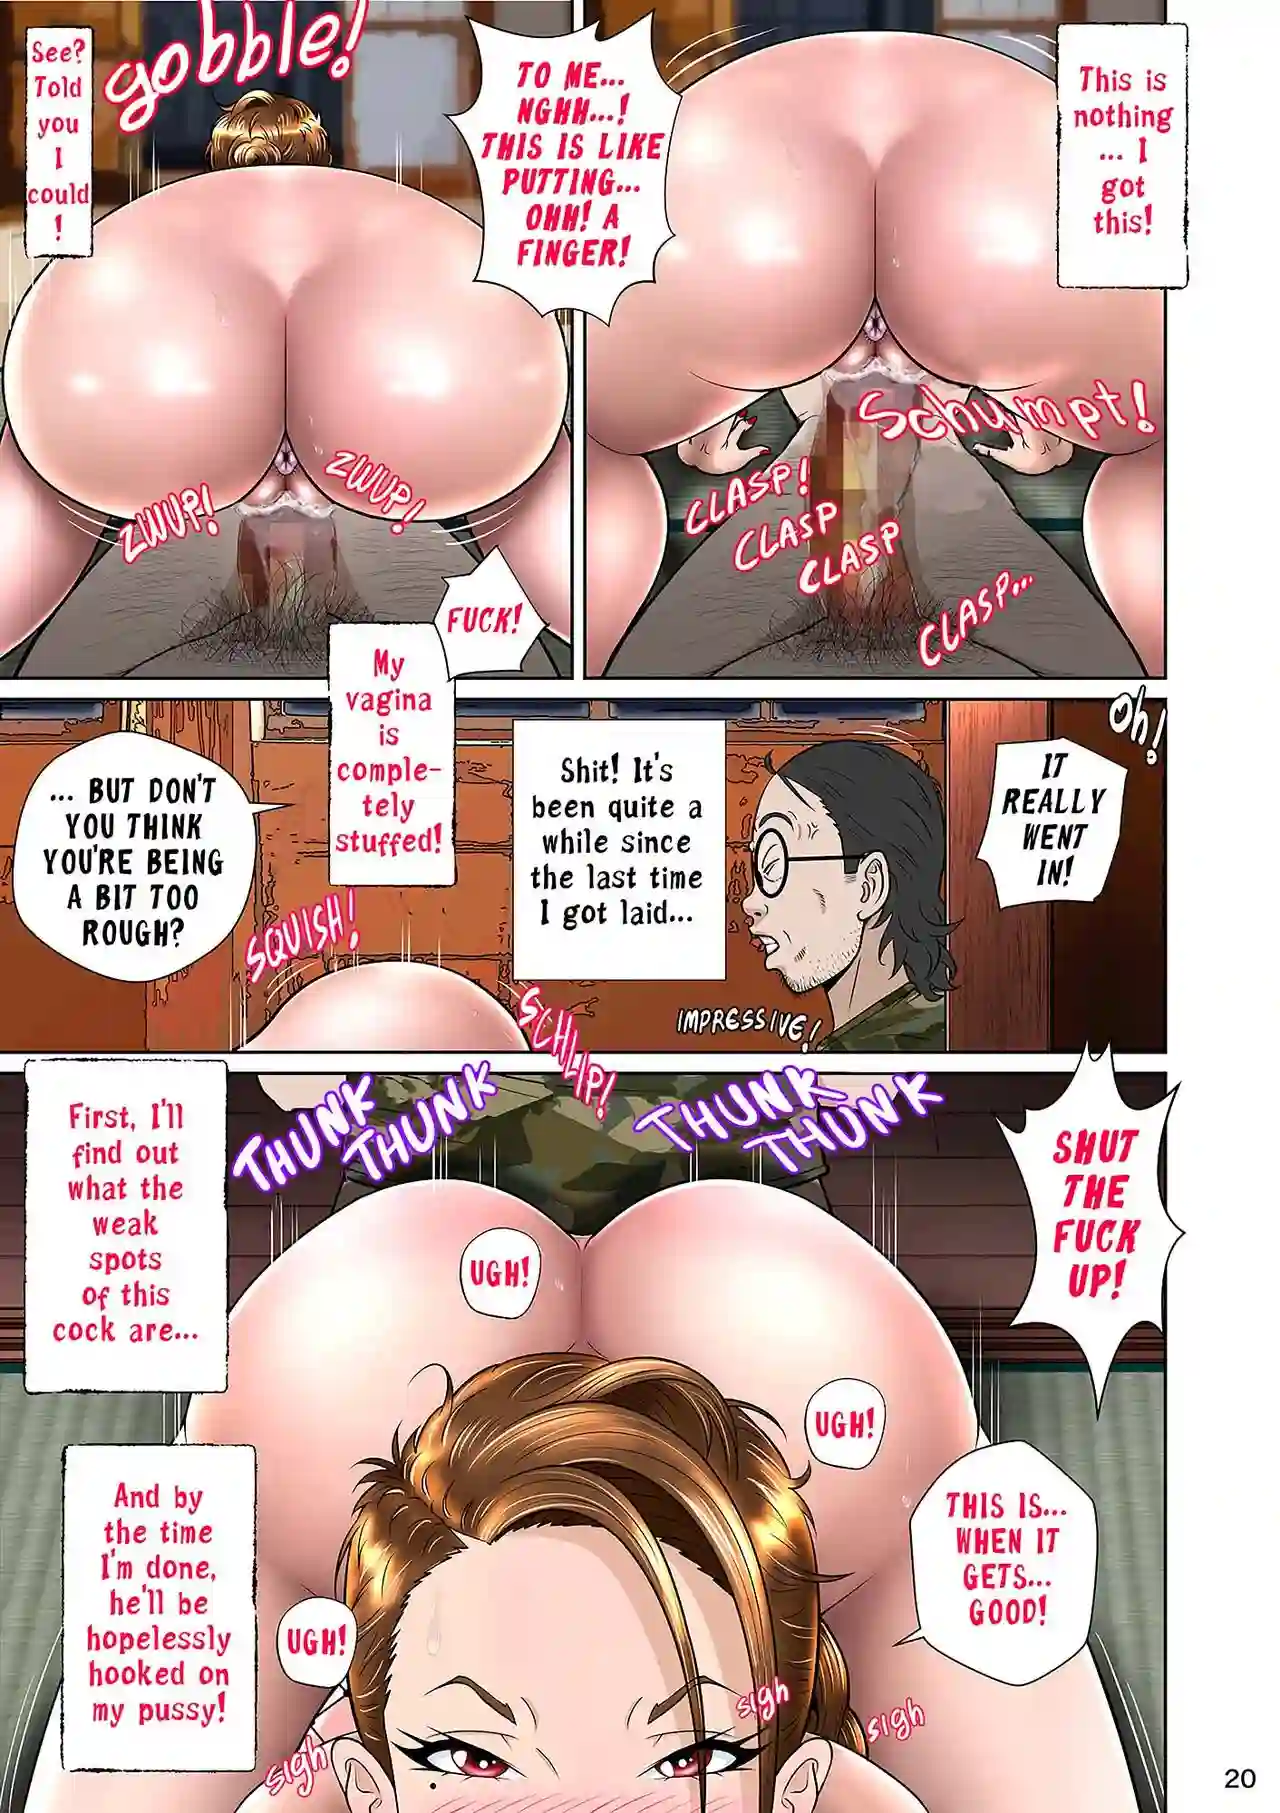 This is
nothing
... I
got
this!
TO ME...
NGHH...!
THIS IS LIKE
PUTTING...
OHH! A
FINGER!
Schumpt!
CLASP!
CLASP
CLASP
CLASP...
gobble!
See?
Told
you
I
could
!
ZWUP!
ZWUP!
FUCK!
My
vagina
is
comple-
tely
stuffed!
Oh!
IT
REALLY
WENT
IN!
Shit! It's
been quite a
while since
the last time
I got laid...
IMPRESSIVE!
... BUT DON'T
YOU THINK
YOU'RE BEING
A BIT TOO
ROUGH?
SQUISH!
SCHLIP!
SHUT
THE
FUCK
UP!
THUNK
THUNK
THUNK
THUNK
First, I'll
find out
what the
weak
spots
of this
cock are...
UGH!
UGH!
THIS IS...
WHEN IT
GETS...
GOOD!
And by
the time
I'm done,
he'll be
hopelessly
hooked on
my pussy!
UGH!
sigh
sigh
sigh
20